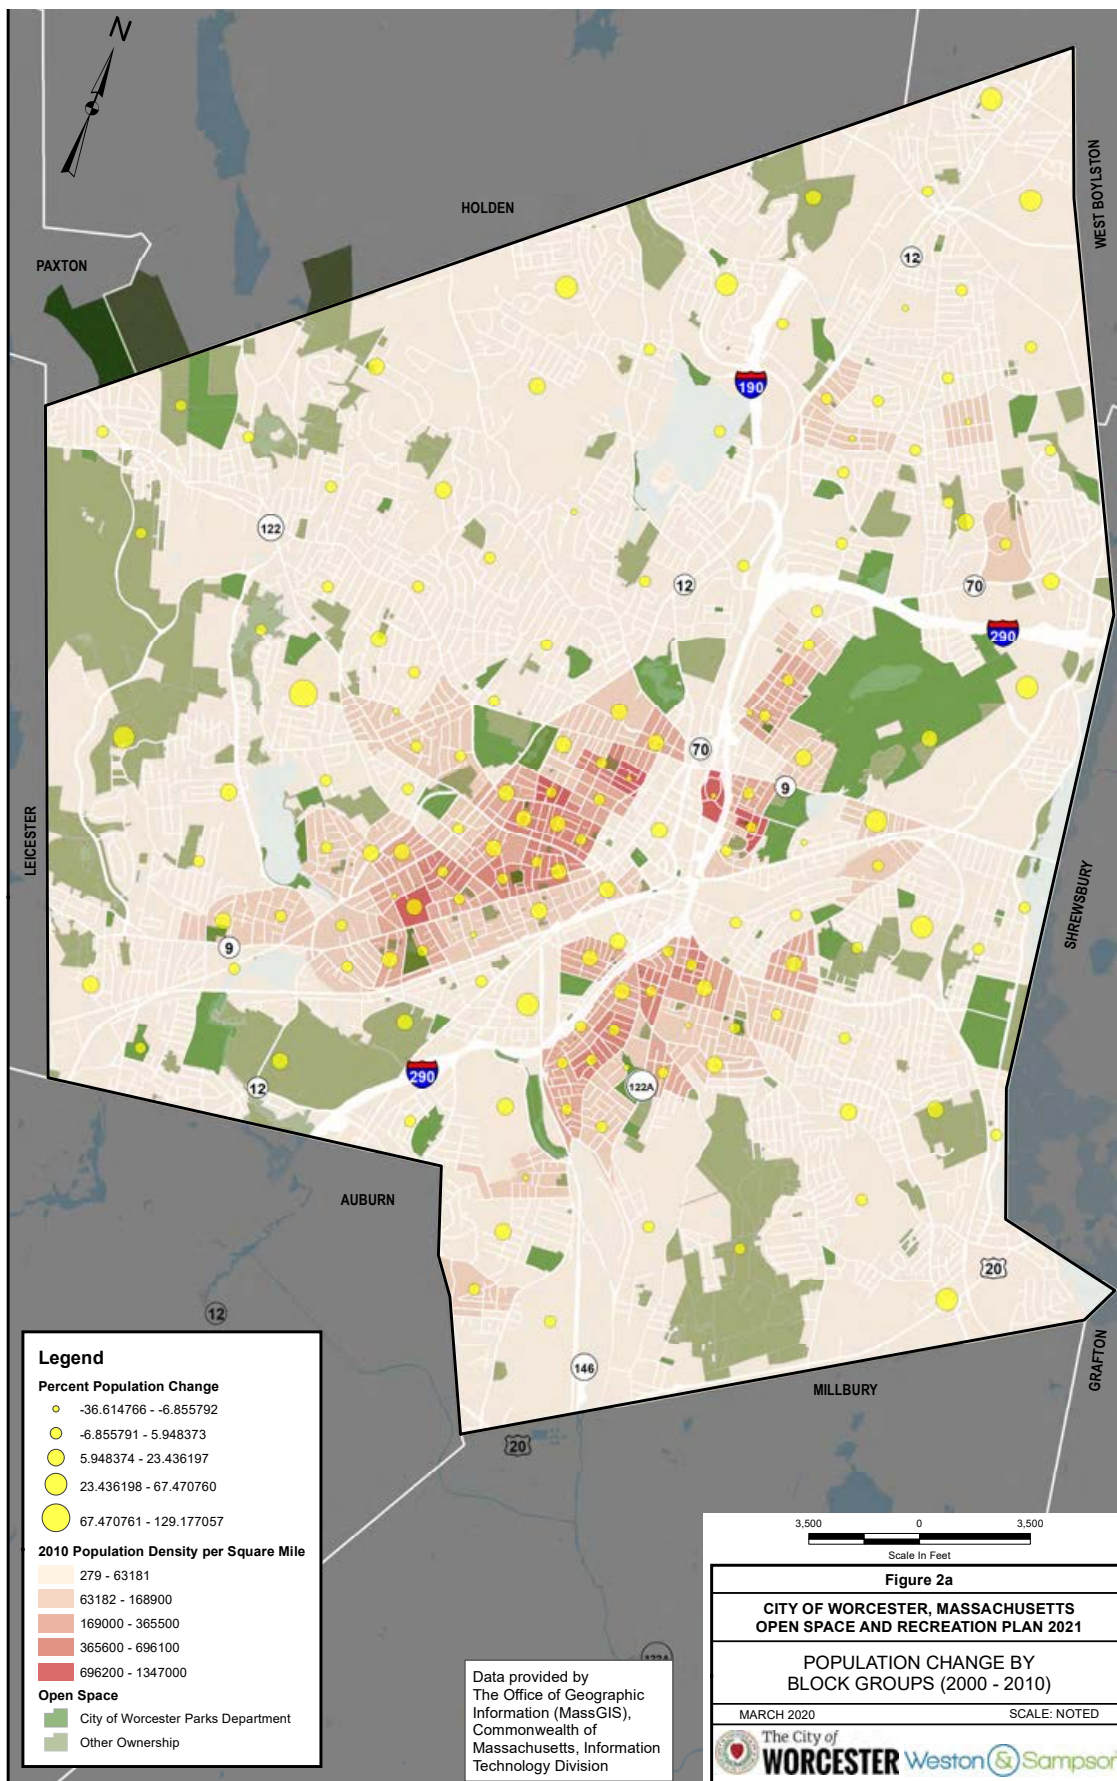 N
HOLDEN
WEST BOYLSTON
PAXTON
12
190
122
12
70
290
70
9
LEICESTER
SHREWSBURY
9
12
290
122A
AUBURN
20
12
146
MILLBURY
GRAFTON
20
122A
Legend
Percent Population Change
-36.614766 - -6.855792
-6.855791 - 5.948373
5.948374 - 23.436197
23.436198 - 67.470760
67.470761 - 129.177057
2010 Population Density per Square Mile
279 - 63181
63182 - 168900
169000 - 365500
365600 - 696100
696200 - 1347000
Open Space
City of Worcester Parks Department
Other Ownership
Data provided by
The Office of Geographic
Information (MassGIS),
Commonwealth of
Massachusetts, Information
Technology Division
3,500 0 3,500
Scale In Feet
Figure 2a
CITY OF WORCESTER, MASSACHUSETTS
OPEN SPACE AND RECREATION PLAN 2021
POPULATION CHANGE BY
BLOCK GROUPS (2000 - 2010)
MARCH 2020 SCALE: NOTED
The City of
WORCESTER
Weston & Sampson